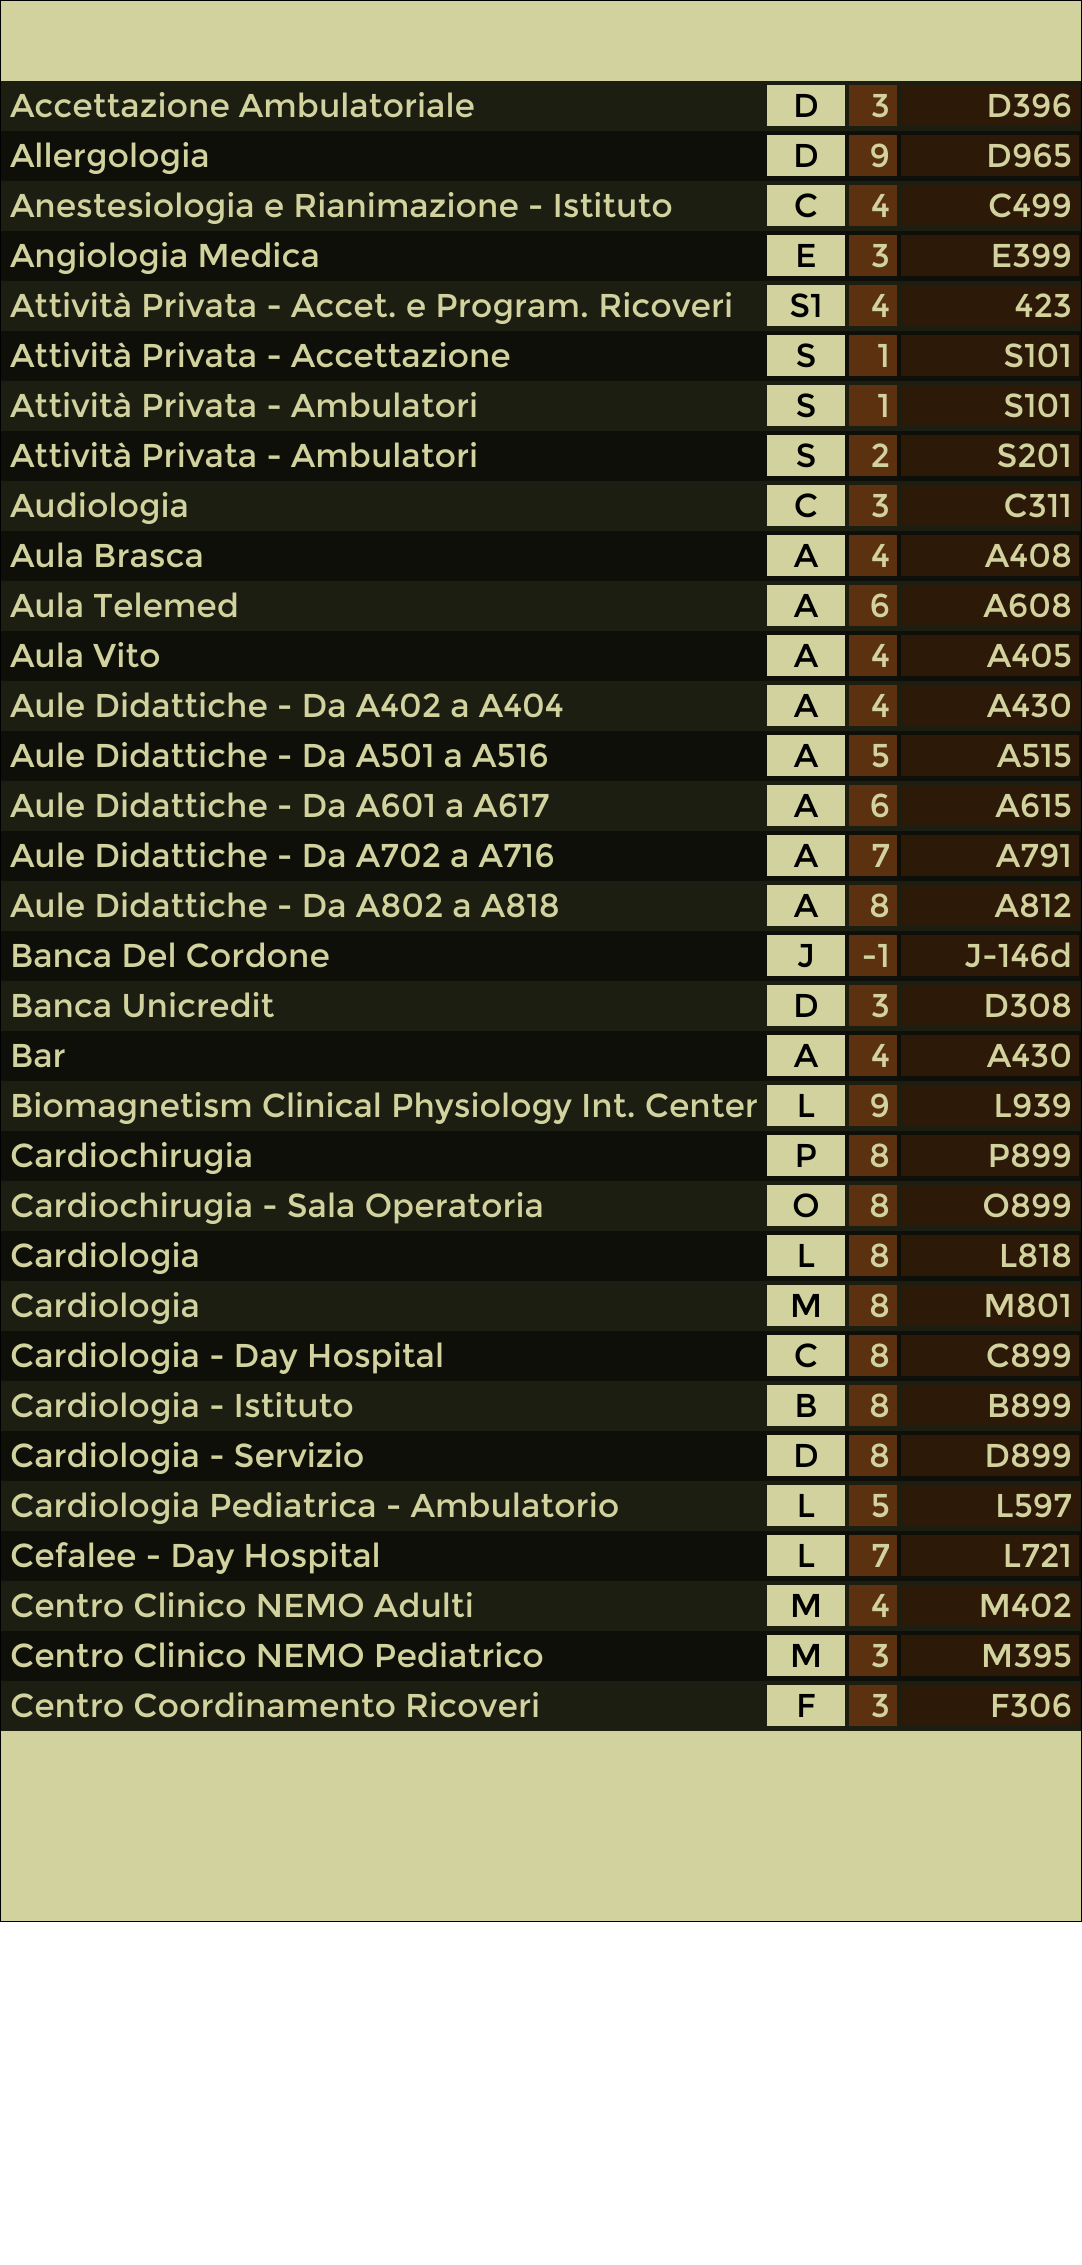 Accettazione Ambulatoriale D 3 D396
Allergologia D 9 D965
Anestesiologia e Rianimazione - Istituto C 4 C499
Angiologia Medica E 3 E399
Attività Privata - Accet. e Program. Ricoveri S1 4 423
Attività Privata - Accettazione S 1 S101
Attività Privata - Ambulatori S 1 S101
Attività Privata - Ambulatori S 2 S201
Audiologia C 3 C311
Aula Brasca A 4 A408
Aula Telemed A 6 A608
Aula Vito A 4 A405
Aule Didattiche - Da A402 a A404 A 4 A430
Aule Didattiche - Da A501 a A516 A 5 A515
Aule Didattiche - Da A601 a A617 A 6 A615
Aule Didattiche - Da A702 a A716 A 7 A791
Aule Didattiche - Da A802 a A818 A 8 A812
Banca Del Cordone J -1 J-146d
Banca Unicredit D 3 D308
Bar A 4 A430
Biomagnetism Clinical Physiology Int. Center L 9 L939
Cardiochirugia P 8 P899
Cardiochirugia - Sala Operatoria O 8 O899
Cardiologia L 8 L818
Cardiologia M 8 M801
Cardiologia - Day Hospital C 8 C899
Cardiologia - Istituto B 8 B899
Cardiologia - Servizio D 8 D899
Cardiologia Pediatrica - Ambulatorio L 5 L597
Cefalee - Day Hospital L 7 L721
Centro Clinico NEMO Adulti M 4 M402
Centro Clinico NEMO Pediatrico M 3 M395
Centro Coordinamento Ricoveri F 3 F306